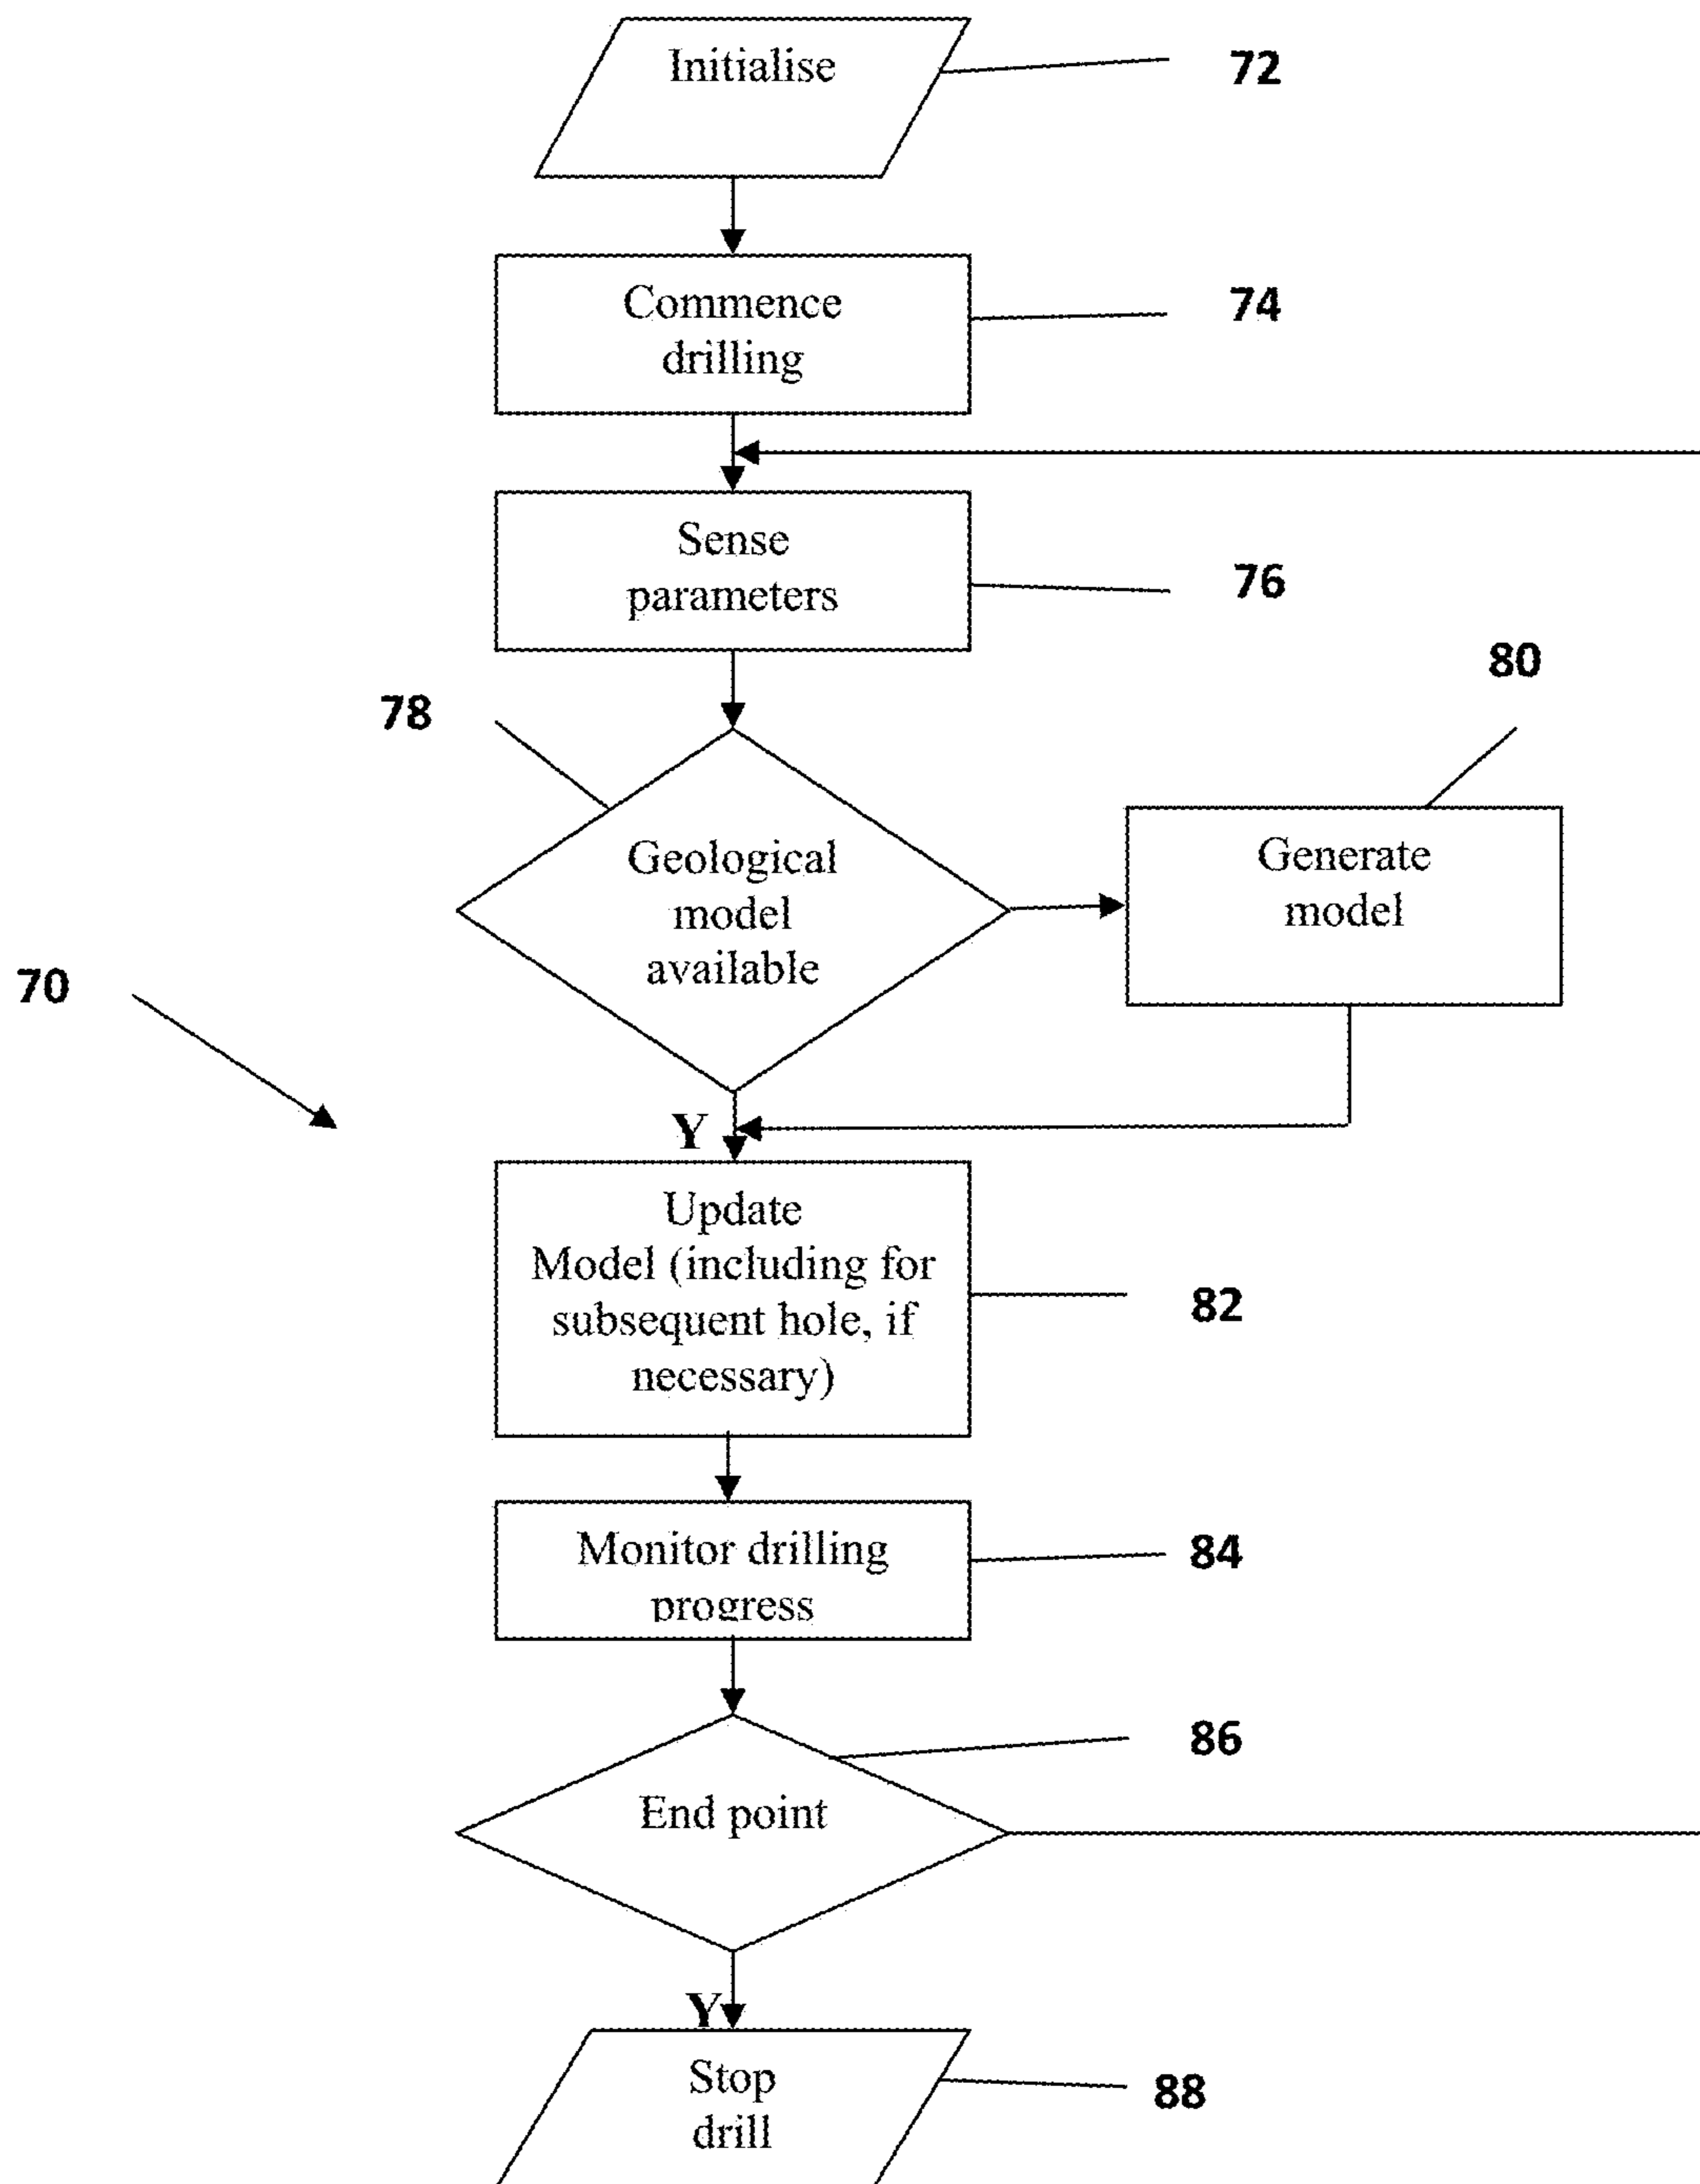 Initialise
72
Commence
drilling
74
Sense
parameters
76
80
78
Geological
model
available
Generate
model
70
Y
Update
Model (including for
subsequent hole, if
necessary)
82
Monitor drilling
progress
84
86
End point
Y
Stop
drill
88